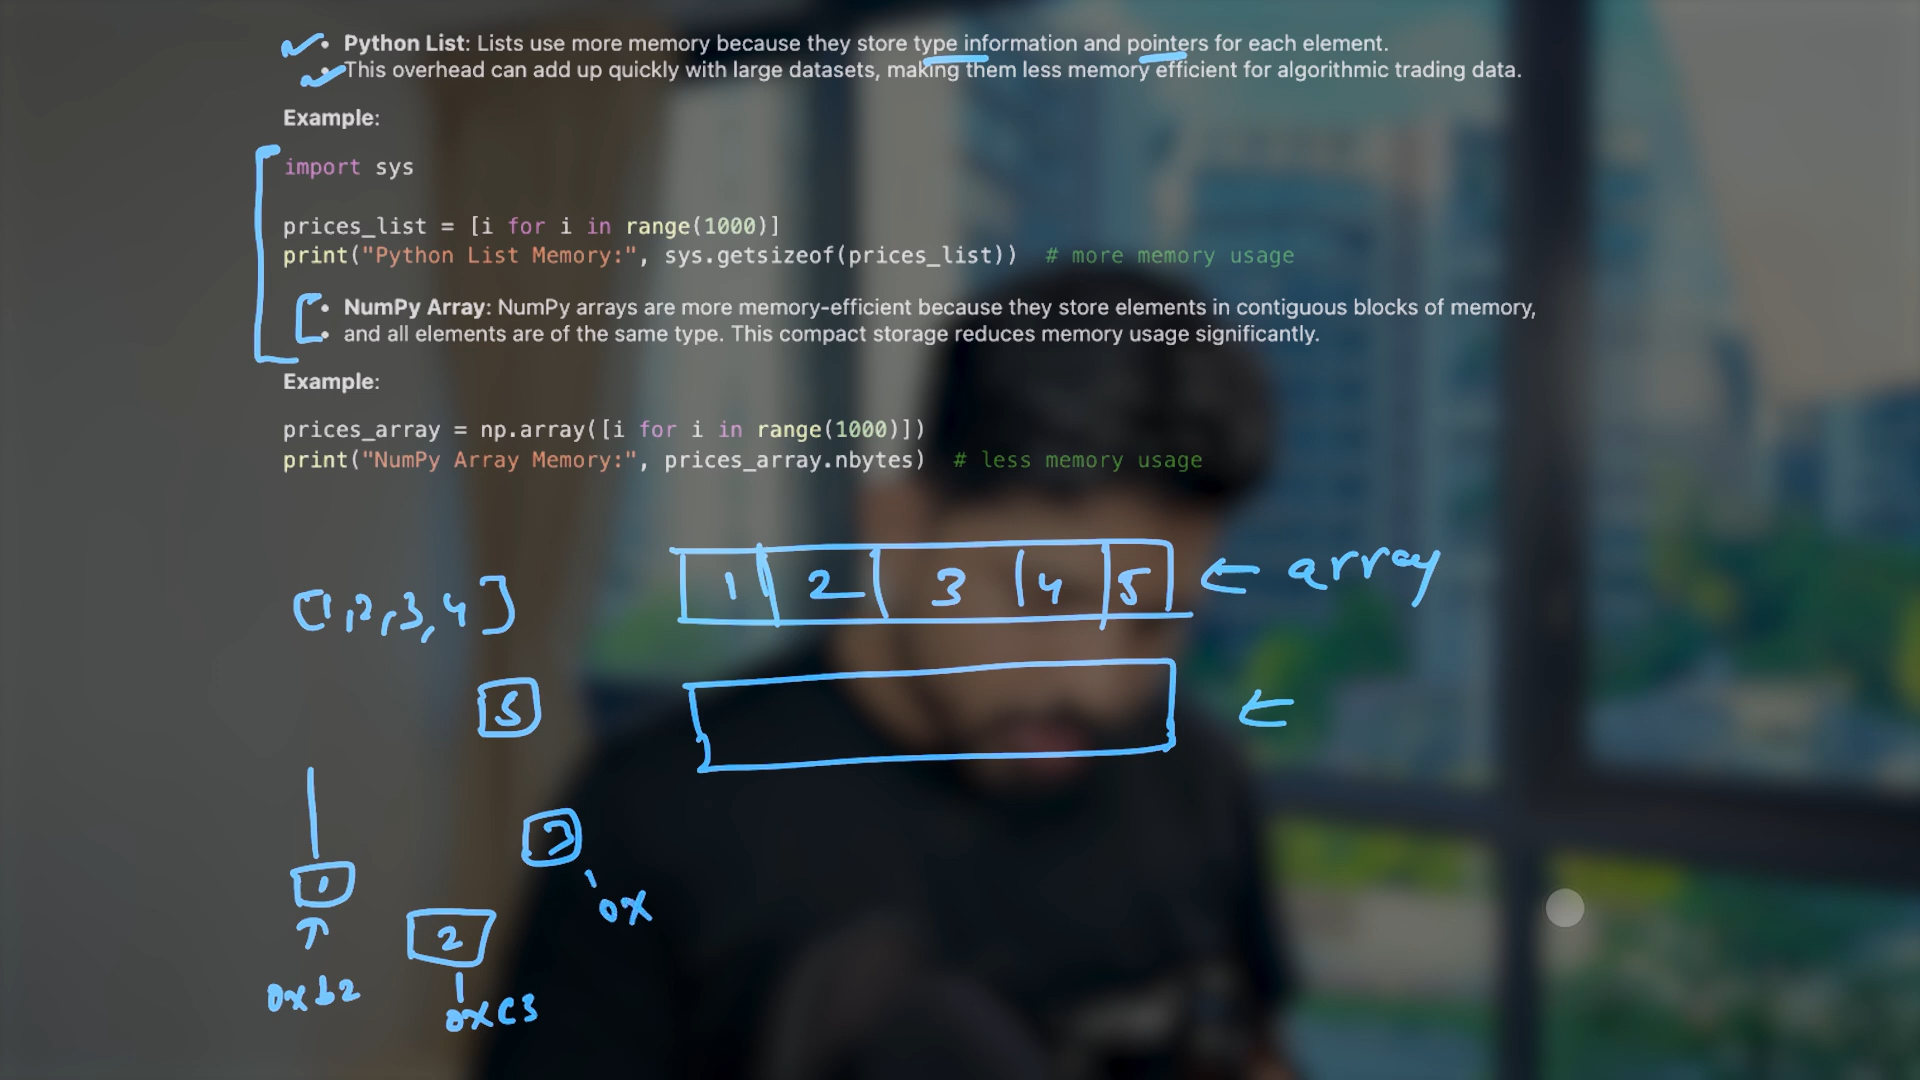 • Python List: Lists use more memory because they store type information and pointers for each element.
• This overhead can add up quickly with large datasets, making them less memory efficient for algorithmic trading data.
Example:
import sys
prices_list = [i for i in range(1000)]
print("Python List Memory:", sys.getsizeof(prices_list))  # more memory usage
• NumPy Array: NumPy arrays are more memory-efficient because they store elements in contiguous blocks of memory,
• and all elements are of the same type. This compact storage reduces memory usage significantly.
Example:
prices_array = np.array([i for i in range(1000)])
print("NumPy Array Memory:", prices_array.nbytes)  # less memory usage
[1,2,3,4]
1 2 3 4 5 ← array
5
←
3
1
0x
2
0xb2
0xc3